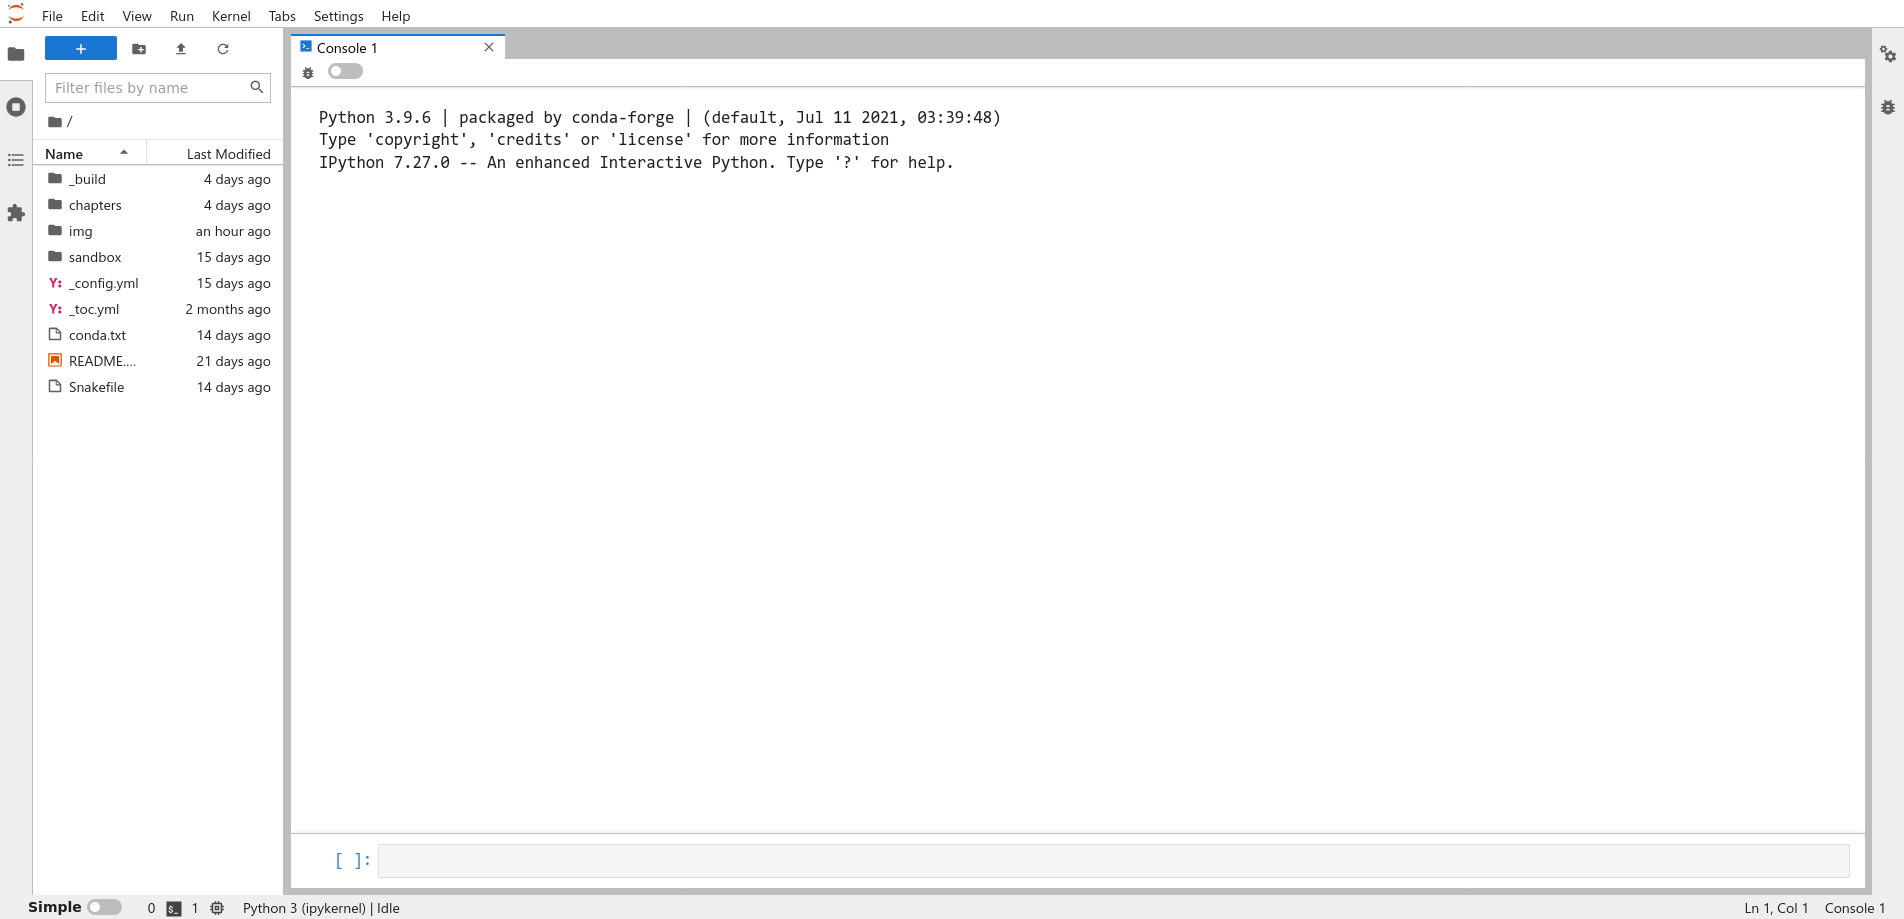 File Edit View Run Kernel Tabs Settings Help
Console 1
Filter files by name
/
Name Last Modified
_build 4 days ago
chapters 4 days ago
img an hour ago
sandbox 15 days ago
_config.yml 15 days ago
_toc.yml 2 months ago
conda.txt 14 days ago
README.... 21 days ago
Snakefile 14 days ago
Python 3.9.6 | packaged by conda-forge | (default, Jul 11 2021, 03:39:48)
Type 'copyright', 'credits' or 'license' for more information
IPython 7.27.0 -- An enhanced Interactive Python. Type '?' for help.
[ ]:
Simple 0 $_ 1 Python 3 (ipykernel) | Idle Ln 1, Col 1 Console 1